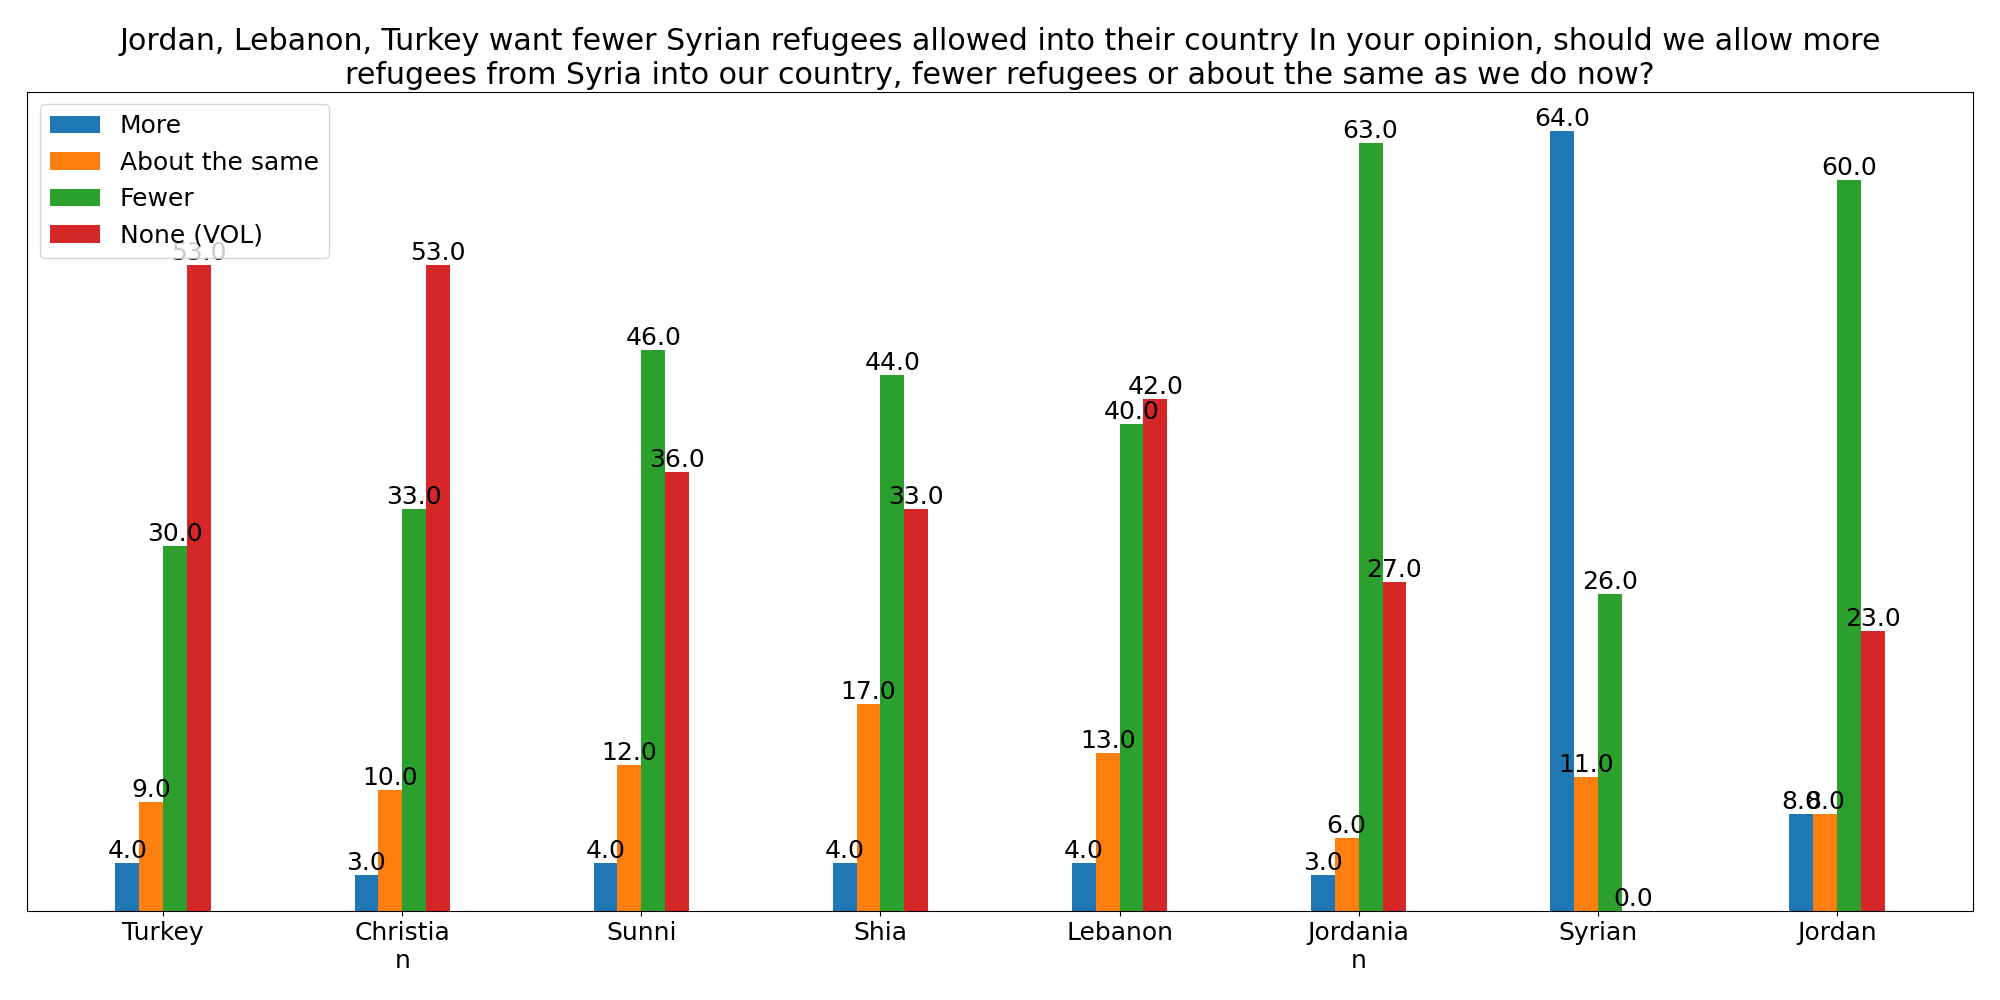 Jordan, Lebanon, Turkey want fewer Syrian refugees allowed into their country In your opinion, should we allow more
refugees from Syria into our country, fewer refugees or about the same as we do now?
More
About the same
Fewer
None (VOL)
4.0
9.0
30.0
53.0
3.0
10.0
33.0
53.0
4.0
12.0
46.0
36.0
4.0
17.0
44.0
33.0
4.0
13.0
40.0
42.0
3.0
6.0
63.0
27.0
64.0
11.0
26.0
0.0
8.0
8.0
60.0
23.0
Turkey
Christia
n
Sunni
Shia
Lebanon
Jordania
n
Syrian
Jordan